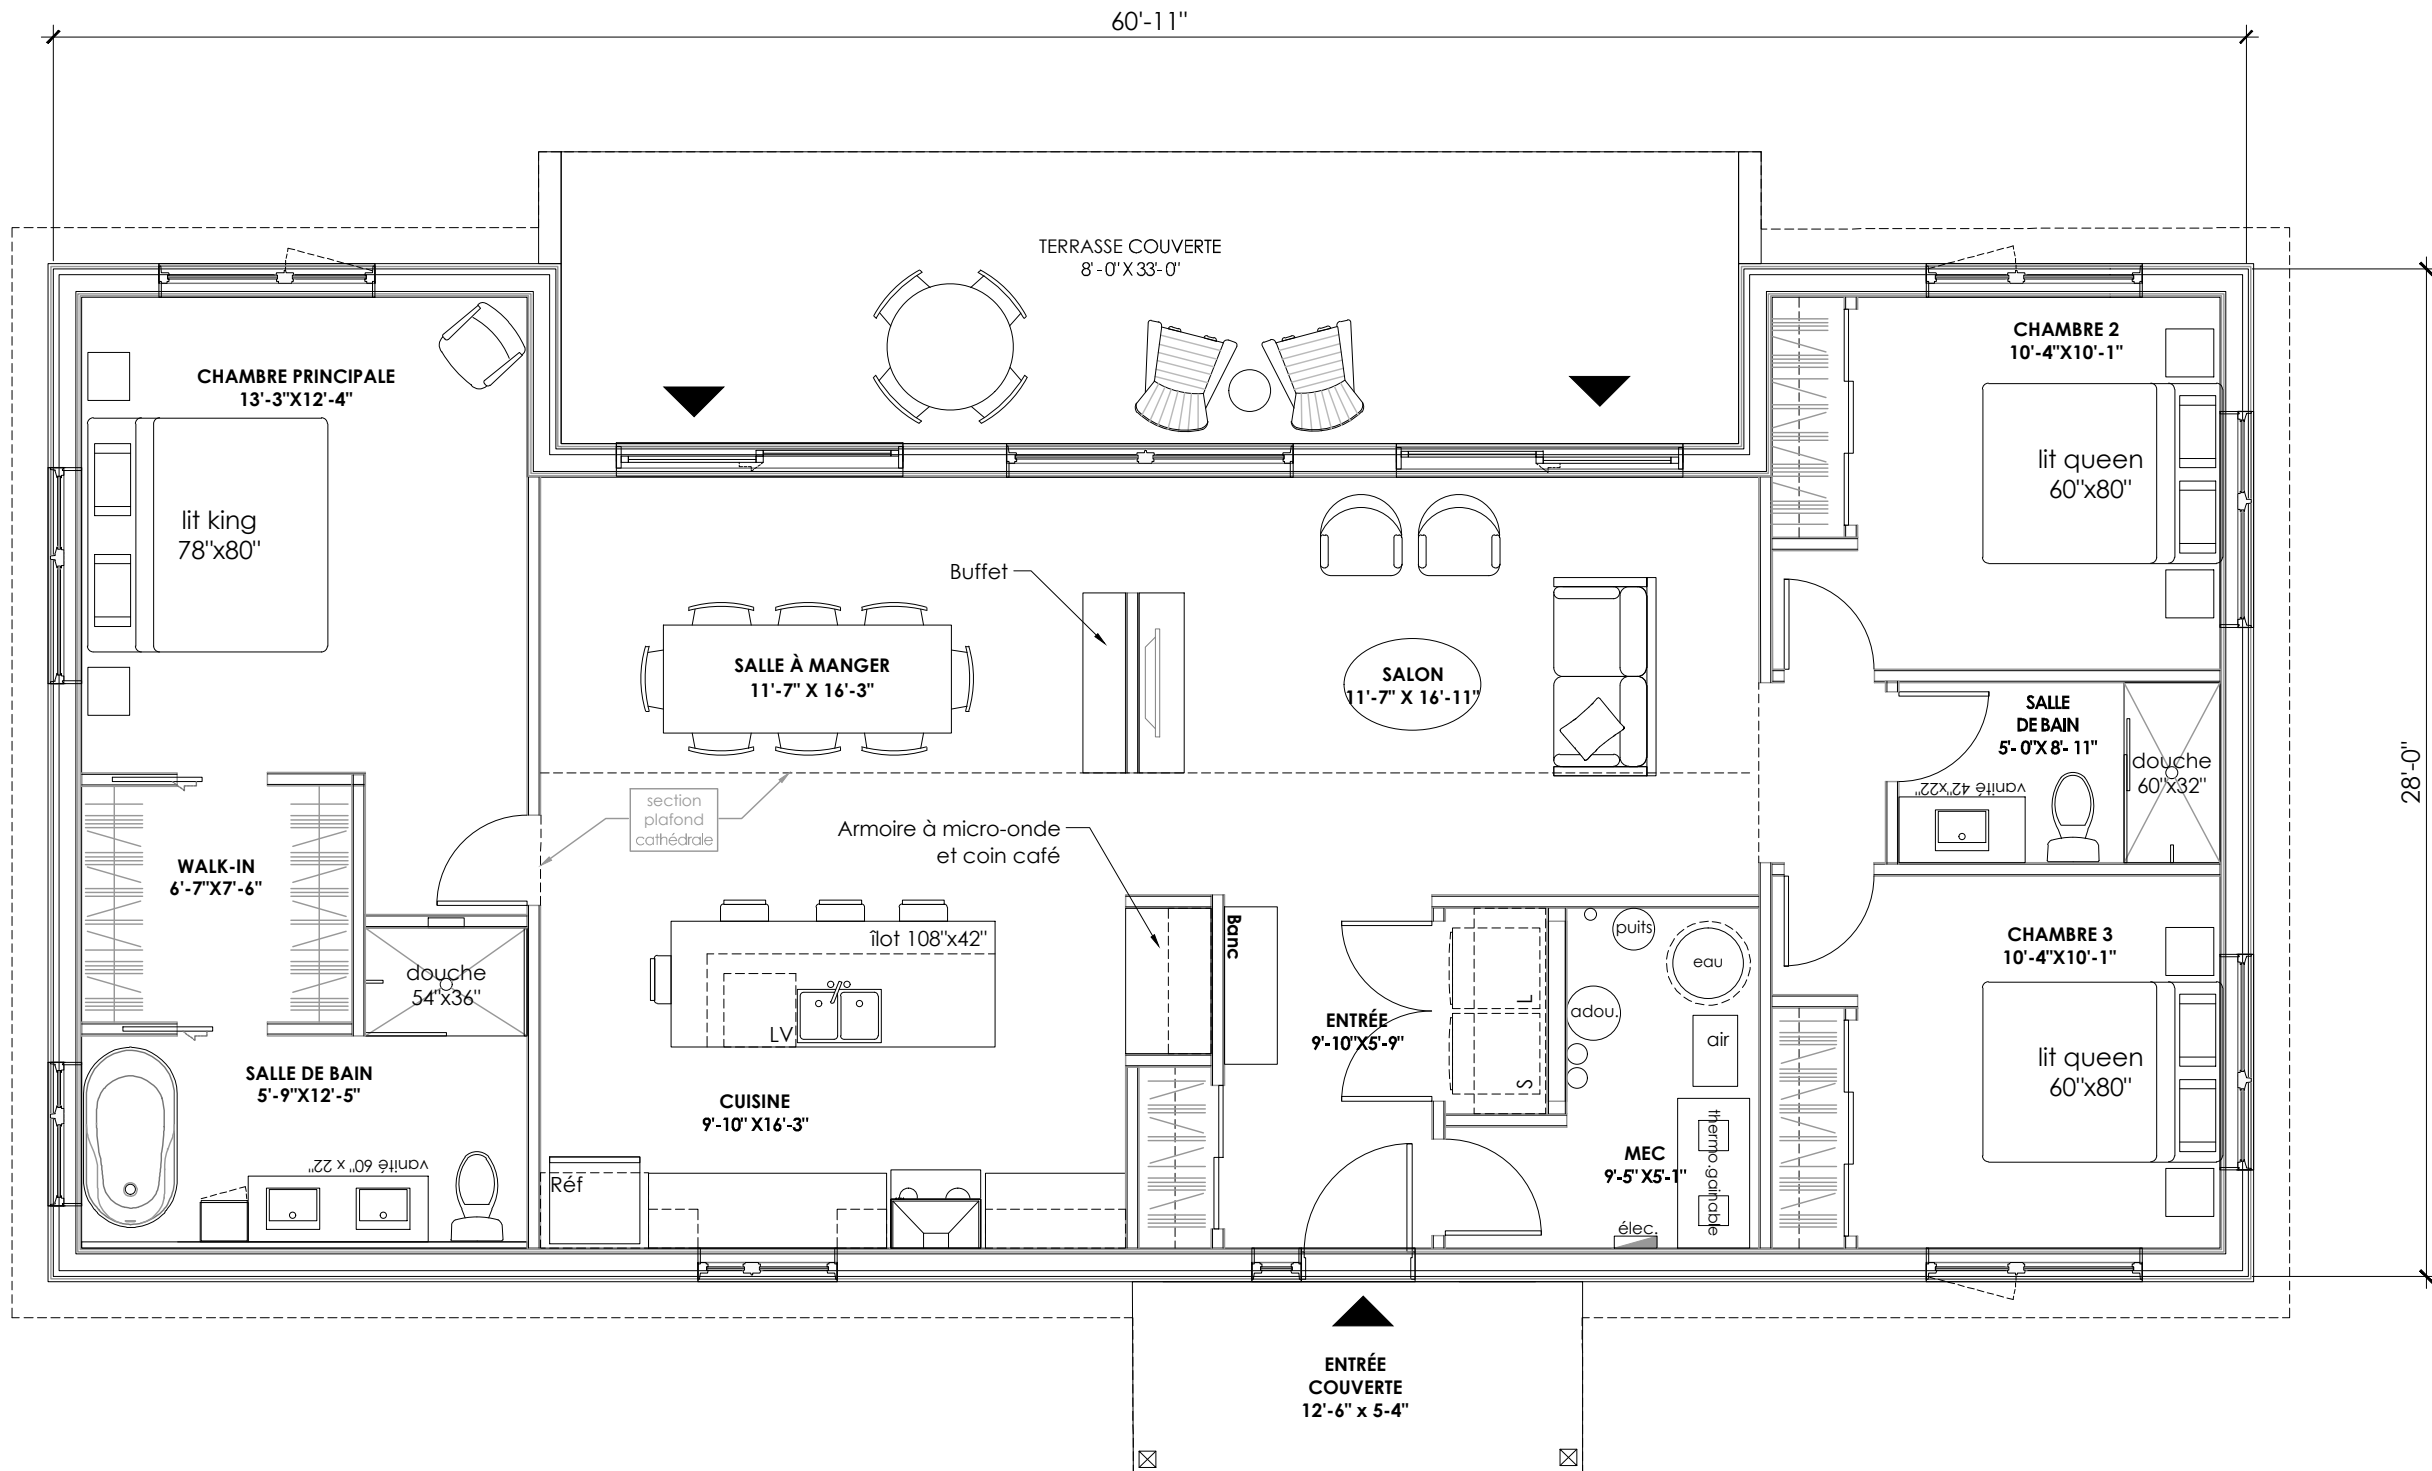 60'-11"
TERRASSE COUVERTE
8'-0" X 33'-0"
CHAMBRE PRINCIPALE
13'-3"X12'-4"
CHAMBRE 2
10'-4"X10'-1"
lit king
78"x80"
lit queen
60"x80"
Buffet
SALLE À MANGER
11'-7" X 16'-3"
SALON
11'-7" X 16'-11"
SALLE
DE BAIN
5'-0"X 8'-11"
douche
60"x32"
vanité 42"x22"
28'-0"
section
plafond
cathédrale
Armoire à micro-onde
et coin café
WALK-IN
6'-7"X7'-6"
douche
54"x36"
îlot 108"x42"
LV
Banc
ENTRÉE
9'-10"X5'-9"
L
S
puits
eau
adou.
air
CHAMBRE 3
10'-4"X10'-1"
lit queen
60"x80"
SALLE DE BAIN
5'-9"X12'-5"
vanité 60" x 22"
CUISINE
9'-10" X16'-3"
Réf
MEC
9'-5" X5'-1"
thermo.gainable
élec.
ENTRÉE
COUVERTE
12'-6" x 5-4"